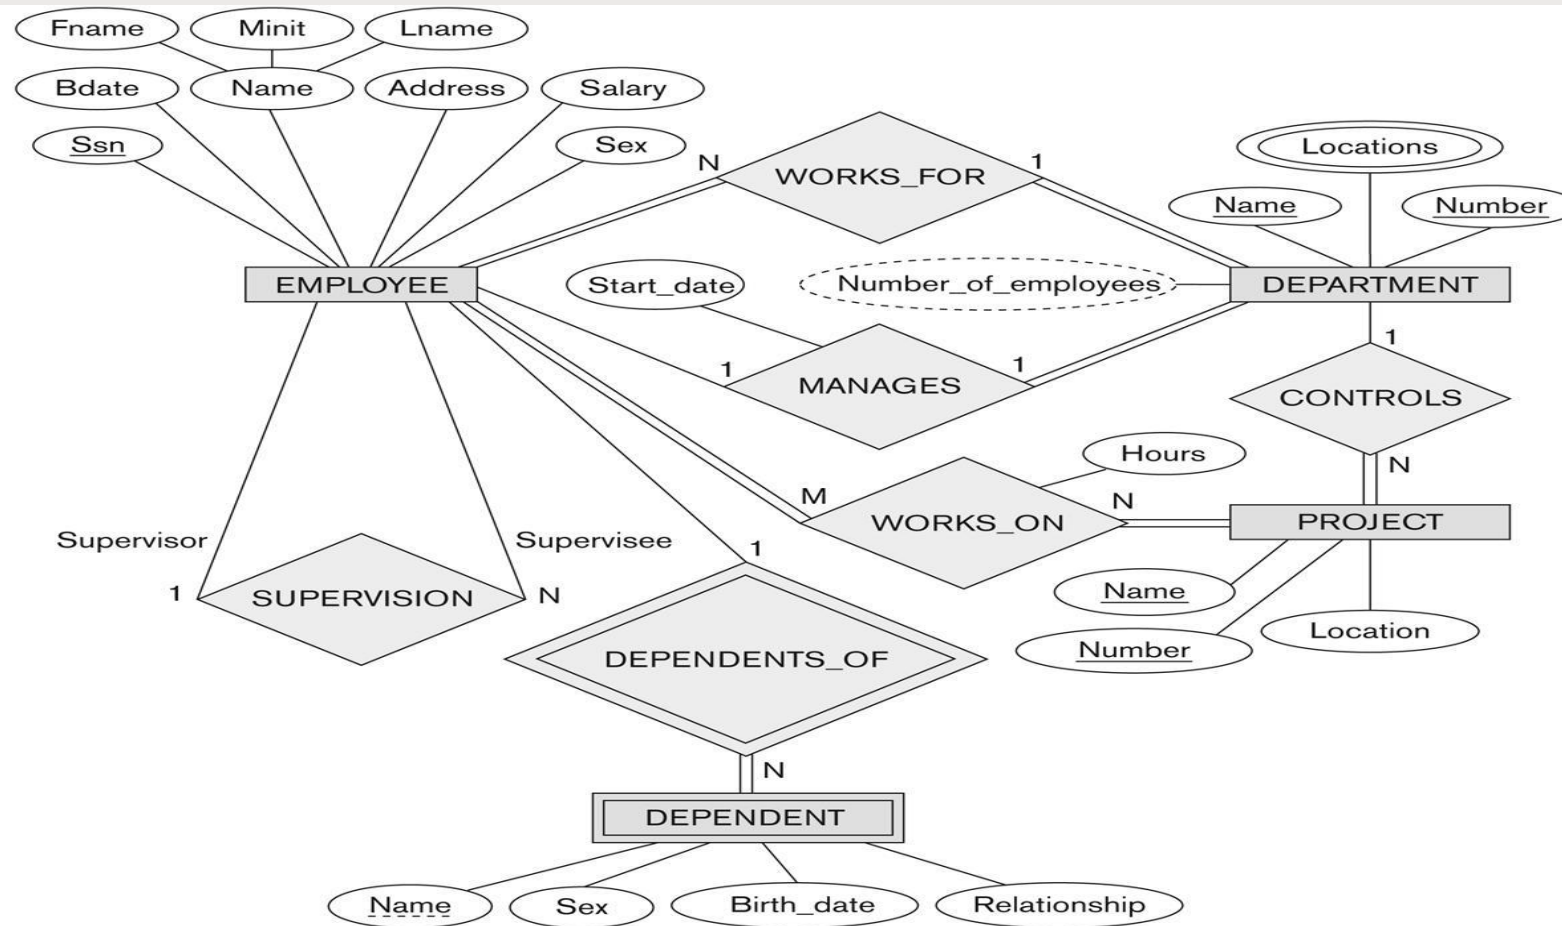 Fname Minit Lname
Bdate Name Address Salary
Ssn Sex
N WORKS_FOR 1
Locations
Name Number
EMPLOYEE Start_date Number_of_employees DEPARTMENT
1 MANAGES 1
1
CONTROLS
N
Hours
M WORKS_ON N PROJECT
Supervisor Supervisee
1 SUPERVISION N
1
Name
Number Location
DEPENDENTS_OF
N
DEPENDENT
Name Sex Birth_date Relationship